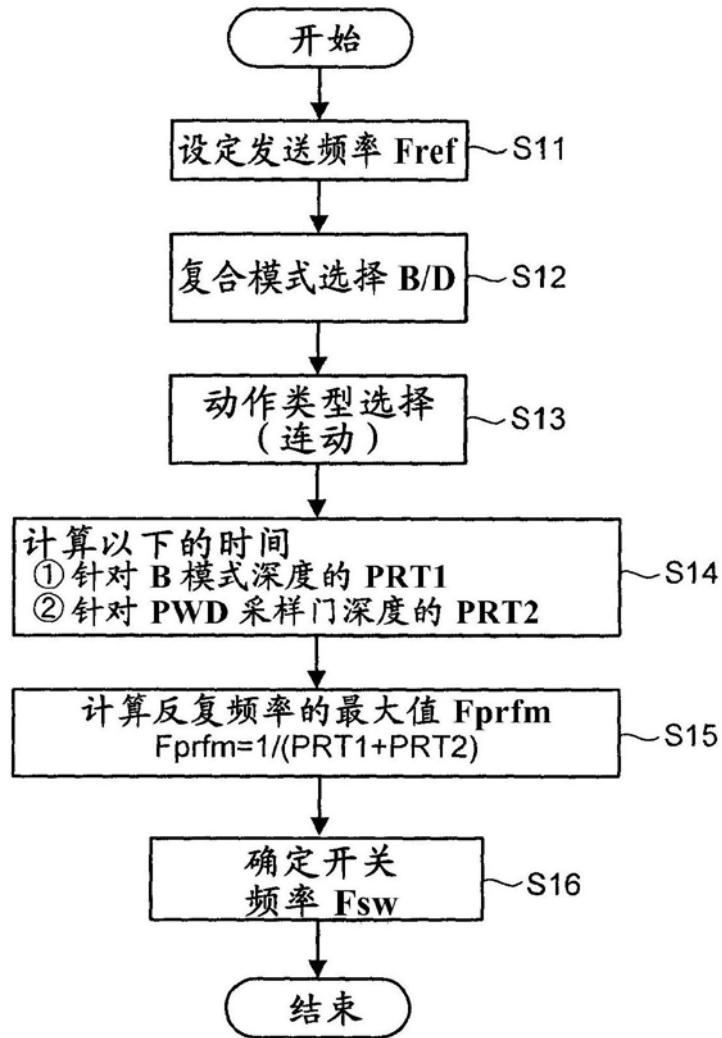 开始
设定发送频率 Fref
S11
复合模式选择 B/D
S12
动作类型选择
(连动)
S13
计算以下的时间
①针对 B 模式深度的 PRT1
②针对 PWD 采样门深度的 PRT2
S14
计算反复频率的最大值 Fprfm
Fprfm=1/(PRT1+PRT2)
S15
确定开关
频率 Fsw
S16
结束